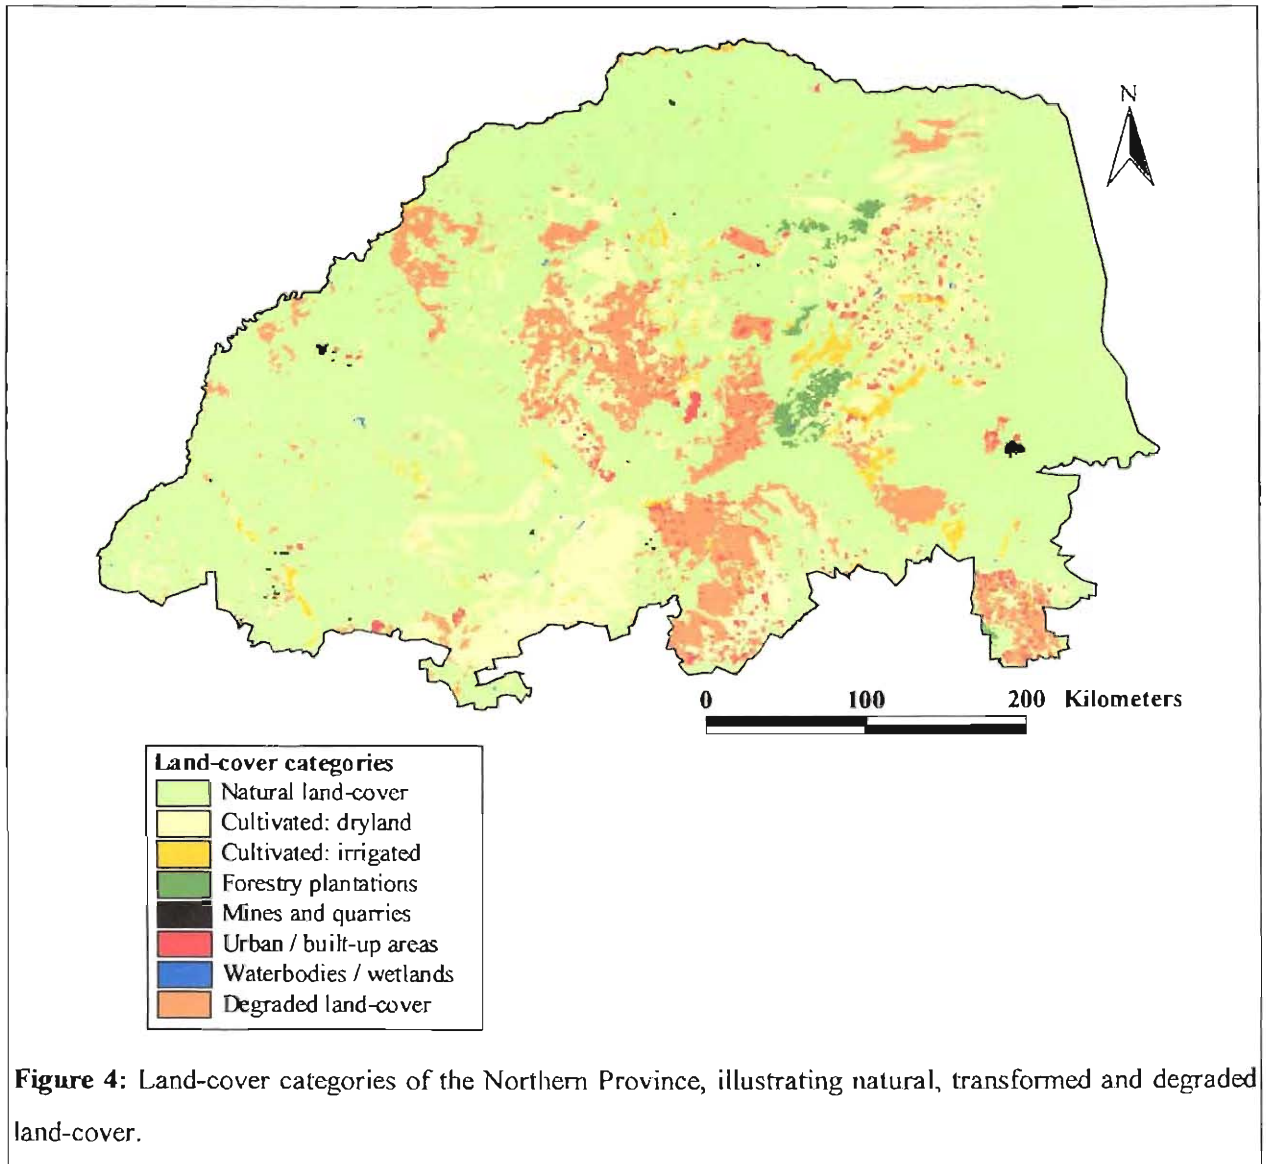 N
0 100 200 Kilometers
Land-cover categories
Natural land-cover
Cultivated: dryland
Cultivated: irrigated
Forestry plantations
Mines and quarries
Urban / built-up areas
Waterbodies / wetlands
Degraded land-cover
Figure 4: Land-cover categories of the Northern Province, illustrating natural, transformed and degraded
land-cover.